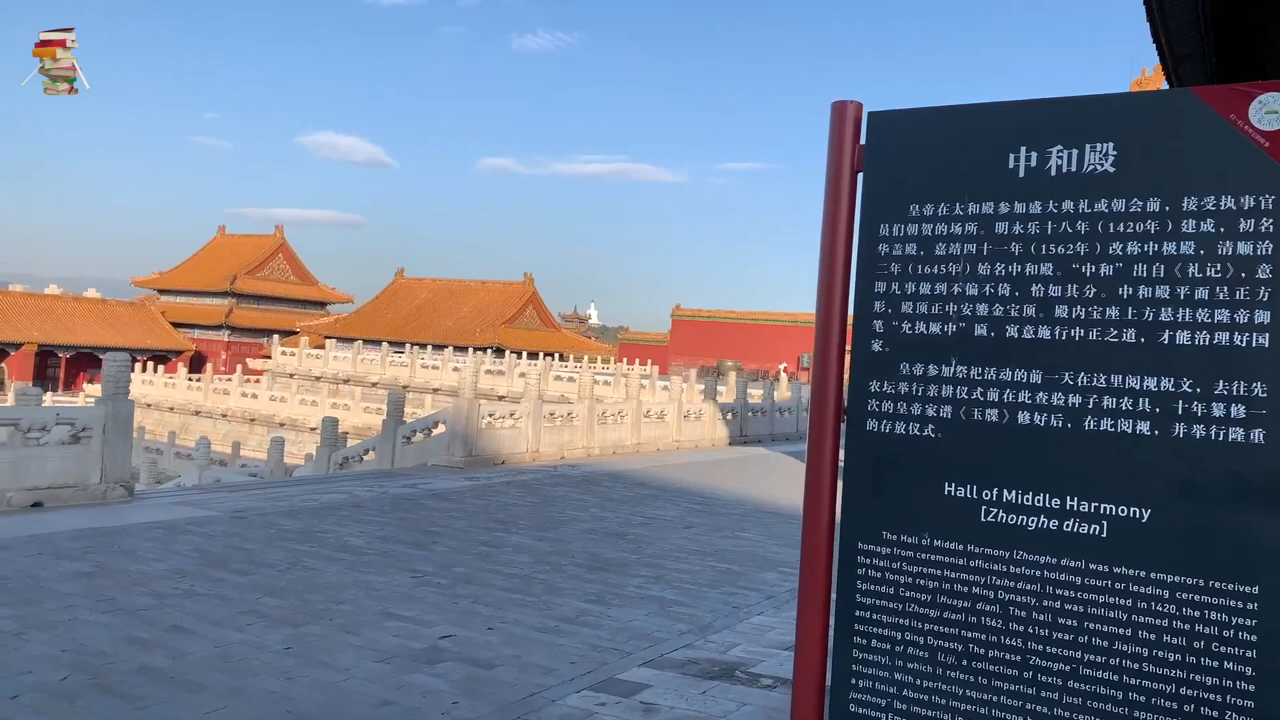 中和殿
皇帝在太和殿参加盛大典礼或朝会前，接受执事官
员们朝贺的场所。明永乐十八年（1420年）建成，初名
华盖殿，嘉靖四十一年（1562年）改称中极殿，清顺治
二年（1645年）始名中和殿。“中和”出自《礼记》，意
即凡事做到不偏不倚，恰如其分。中和殿平面呈正方
形，殿顶正中安鎏金宝顶。殿内宝座上方悬挂乾隆帝御
笔“允执厥中”匾，寓意施行中正之道，才能治理好国
家。
皇帝参加祭祀活动的前一天在这里阅视祝文，去往先
农坛举行亲耕仪式前在此查验种子和农具，十年纂修一
次的皇帝家谱《玉牒》修好后，在此阅视，并举行隆重
的存放仪式。
Hall of Middle Harmony
[Zhonghe dian]
The Hall of Middle Harmony (Zhonghe dian) was where emperors received
homage from ceremonial officials before holding court or leading ceremonies at
the Hall of Supreme Harmony (Taihe dian). It was completed in 1420, the 18th year
of the Yongle reign in the Ming Dynasty, and was initially named the Hall of the
Splendid Canopy (Huagai dian). The hall was renamed the Hall of Central
Supremacy (Zhongji dian) in 1562, the 41st year of the Jiajing reign in the Ming,
and acquired its present name in 1645, the second year of the Shunzhi reign in the
succeeding Qing Dynasty. The phrase "Zhonghe" (middle harmony) derives from
the Book of Rites (Liji, a collection of texts describing the rites of the Zhou
Dynasty), in which it refers to impartial and just conduct
situation. With a perfectly square floor area, the
a gilt finial. Above the imperial throne
juezhong" (be impartial in
Qianlong